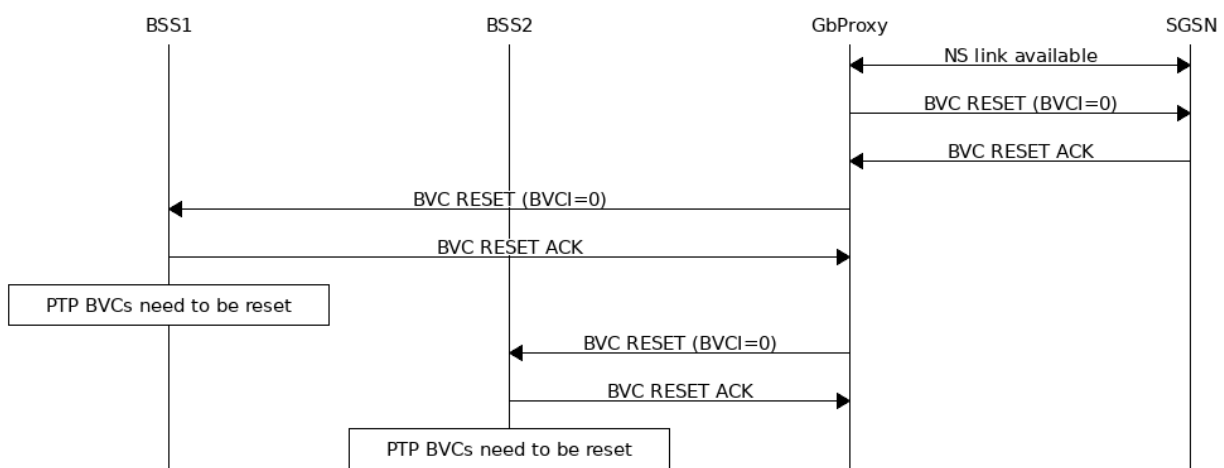 BSS1 BSS2 GbProxy SGSN
NS link available
BVC RESET (BVCI=0)
BVC RESET ACK
BVC RESET (BVCI=0)
BVC RESET ACK
PTP BVCs need to be reset
BVC RESET (BVCI=0)
BVC RESET ACK
PTP BVCs need to be reset